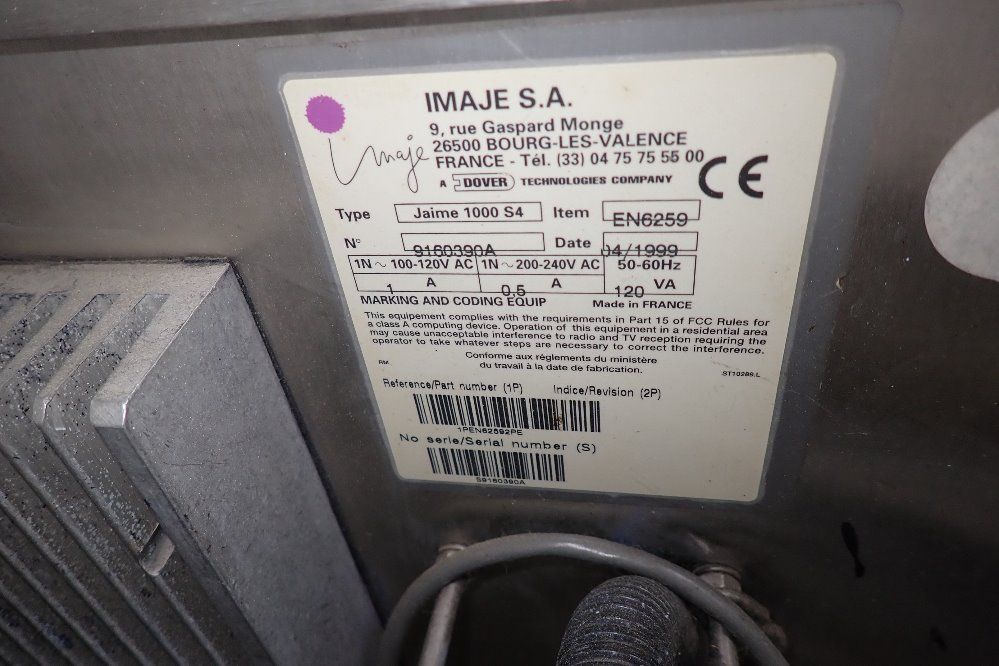 IMAJE S.A.
9, rue Gaspard Monge
26500 BOURG-LES-VALENCE
FRANCE - Tél. (33) 04 75 75 55 00
Imaje
A DOVER TECHNOLOGIES COMPANY
CE
Type Jaime 1000 S4 Item EN6259
N° 9160390A Date 04/1999
1N ~ 100-120V AC 1N ~ 200-240V AC 50-60Hz
1 A 0,5 A 120 VA
MARKING AND CODING EQUIP Made in FRANCE
This equipement complies with the requirements in Part 15 of FCC Rules for
a class A computing device. Operation of this equipement in a residential area
may cause unacceptable interference to radio and TV reception requiring the
operator to take whatever steps are necessary to correct the interference.
RM Conforme aux réglements du ministère
du travail à la date de fabrication. ST10286.L
Reference/Part number (1P) Indice/Revision (2P)
1PEN62592PE
No serie/Serial number (S)
S9160390A